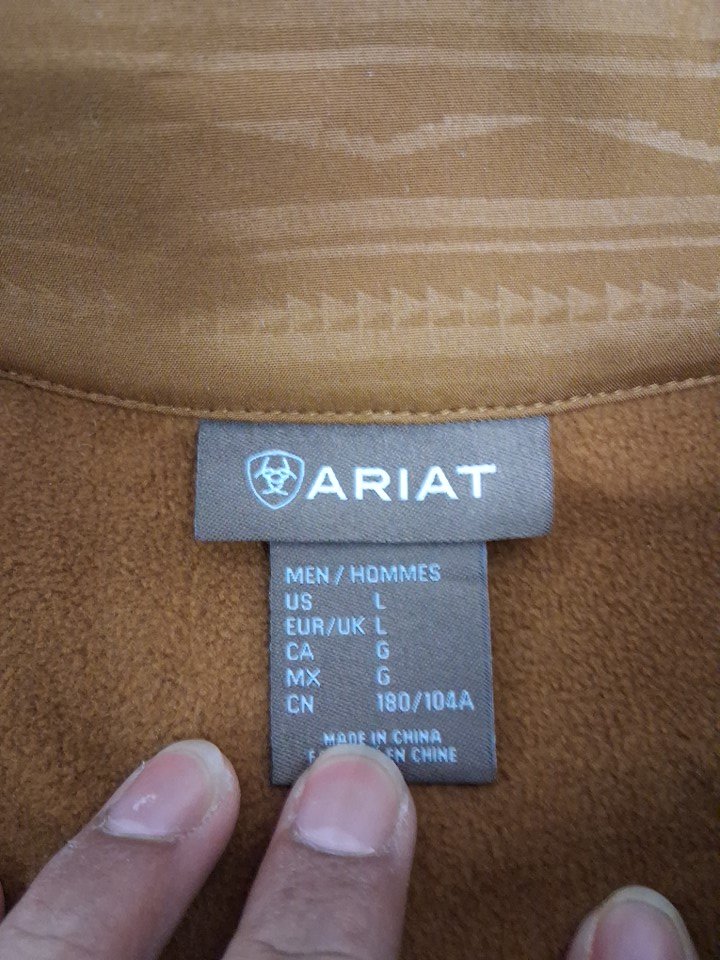 ARIAT
MEN / HOMMES
US L
EUR/UK L
CA G
MX G
CN 180/104A
MADE IN CHINA
EN CHINE